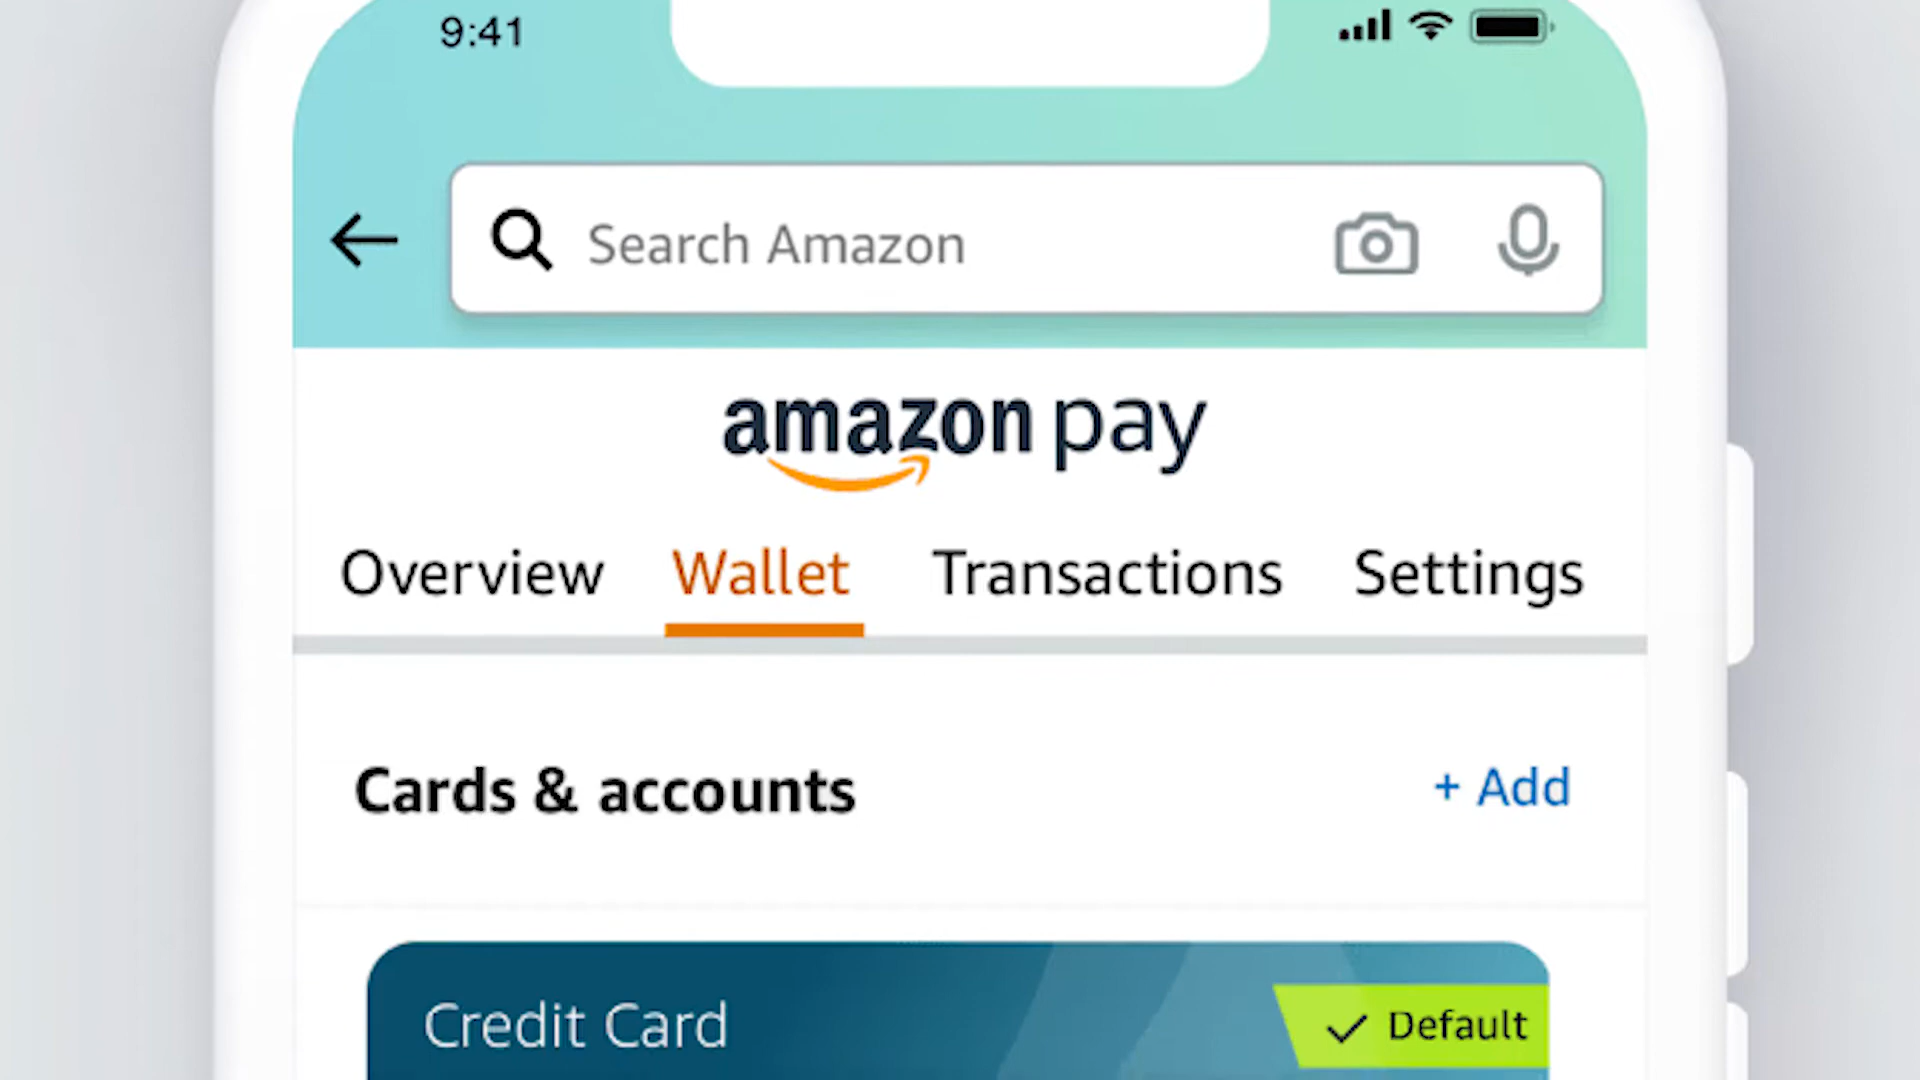 9:41
Search Amazon
amazon pay
Overview Wallet Transactions Settings
Cards & accounts + Add
Credit Card Default